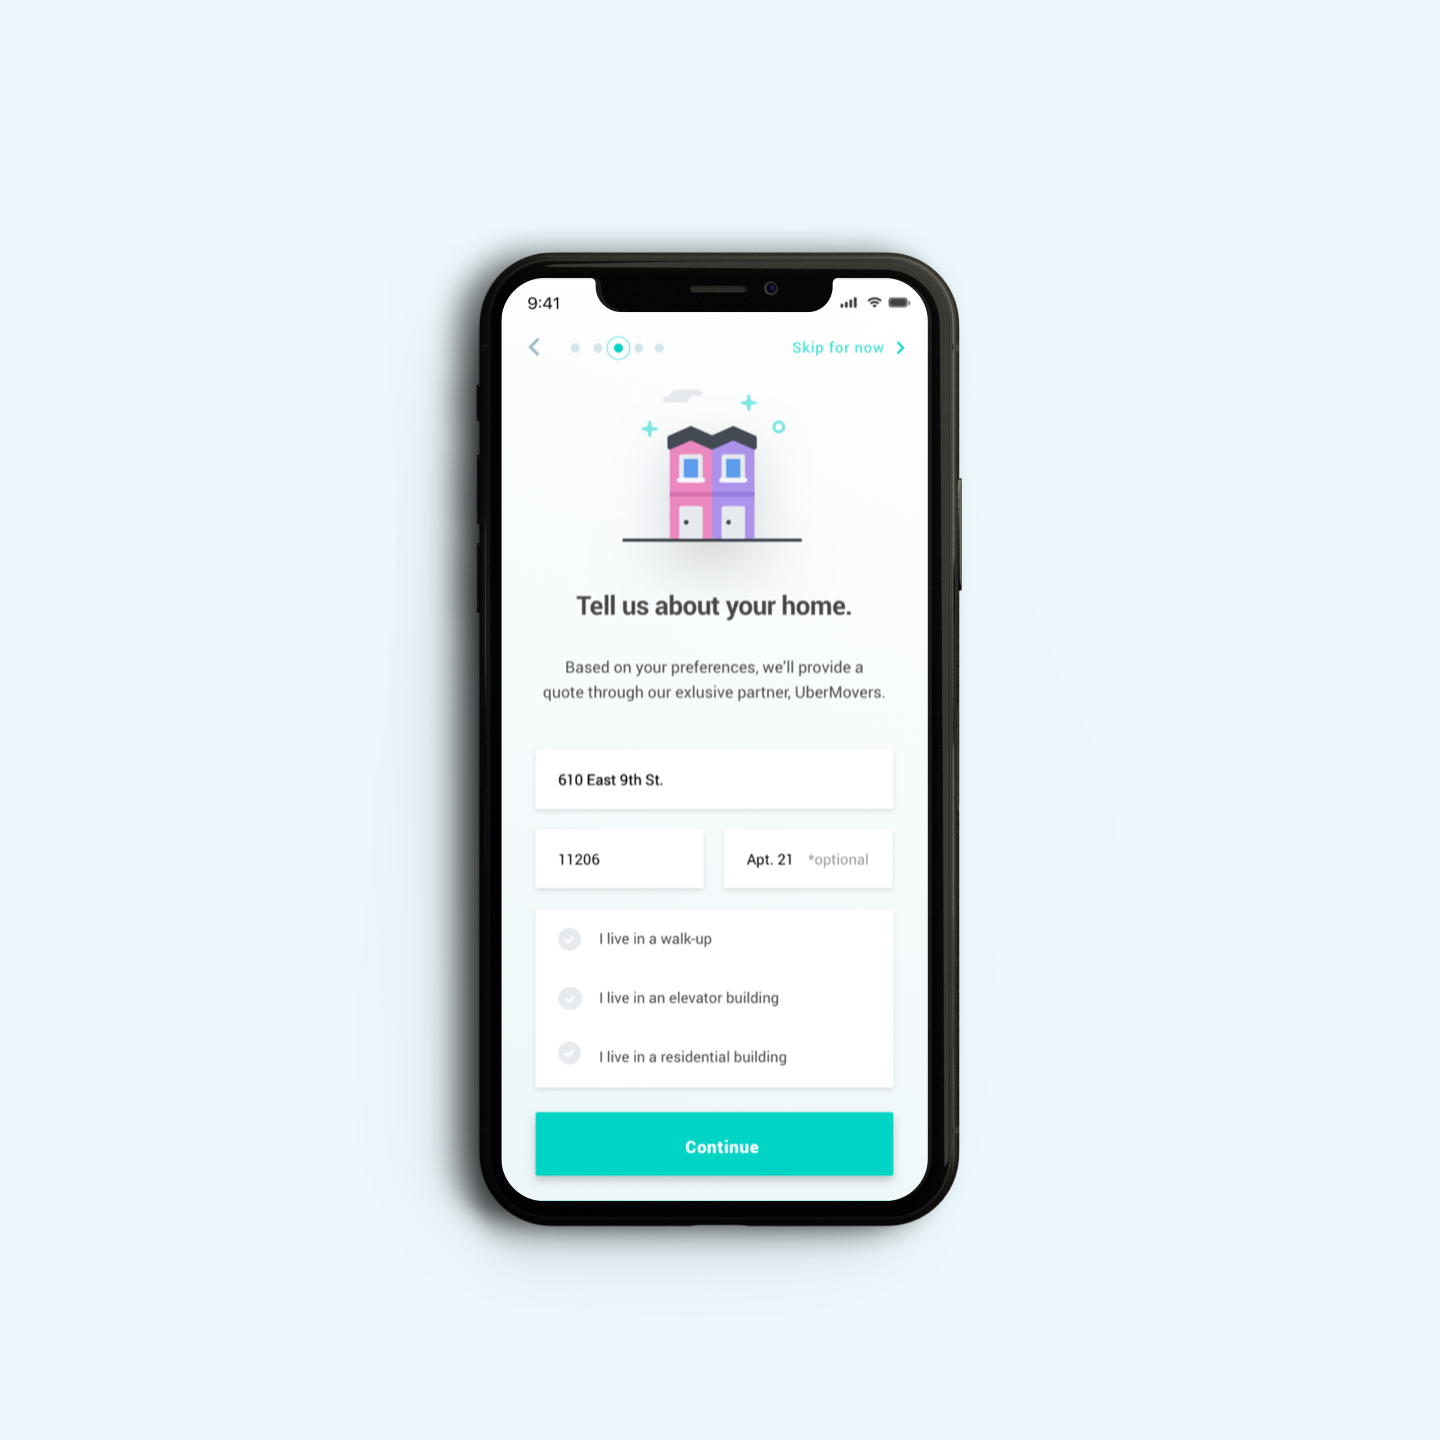 9:41
Skip for now
Tell us about your home.
Based on your preferences, we'll provide a
quote through our exlusive partner, UberMovers.
610 East 9th St.
11206
Apt. 21 *optional
I live in a walk-up
I live in an elevator building
I live in a residential building
Continue